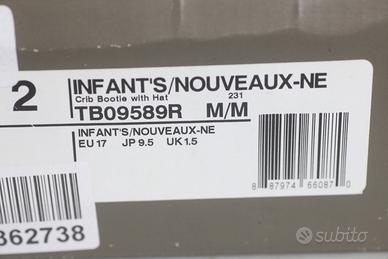 2
INFANT'S/NOUVEAUX-NE
Crib Bootie with Hat
231
TB09589R M/M
INFANT'S/NOUVEAUX-NE
EU 17 JP 9.5 UK 1.5
8 87974 66087 0
862738
subito